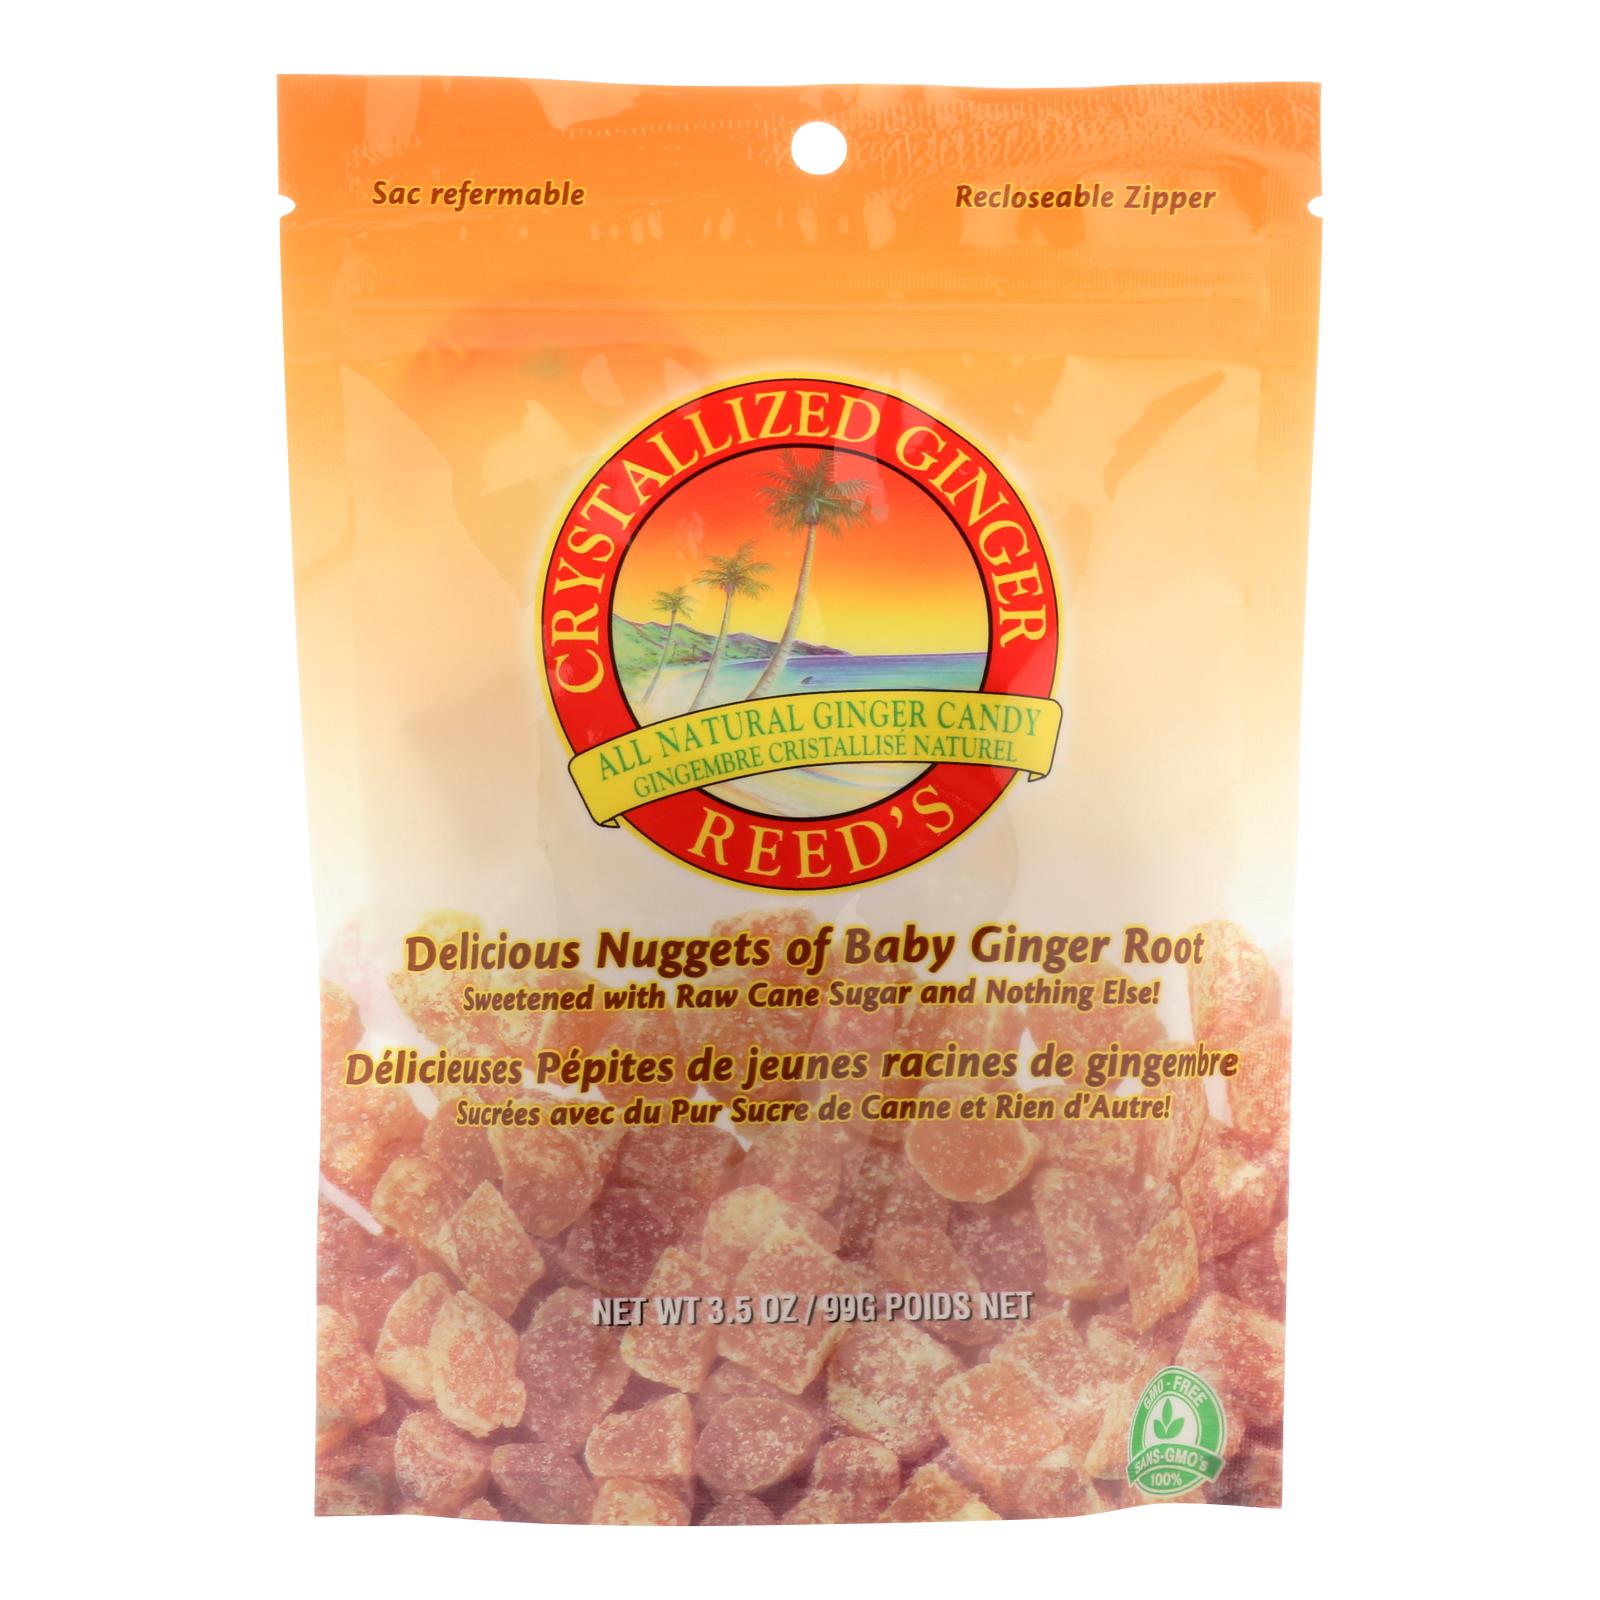 Sac refermable
Recloseable Zipper
CRYSTALLIZED GINGER
ALL NATURAL GINGER CANDY
GINGEMBRE CRISTALLISÉ NATUREL
REED'S
Delicious Nuggets of Baby Ginger Root
Sweetened with Raw Cane Sugar and Nothing Else!
Délicieuses Pépites de jeunes racines de gingembre
Sucrées avec du Pur Sucre de Canne et Rien d'Autre!
NET WT 3.5 OZ / 99G POIDS NET
GMO-FREE
SANS-GMO's
100%